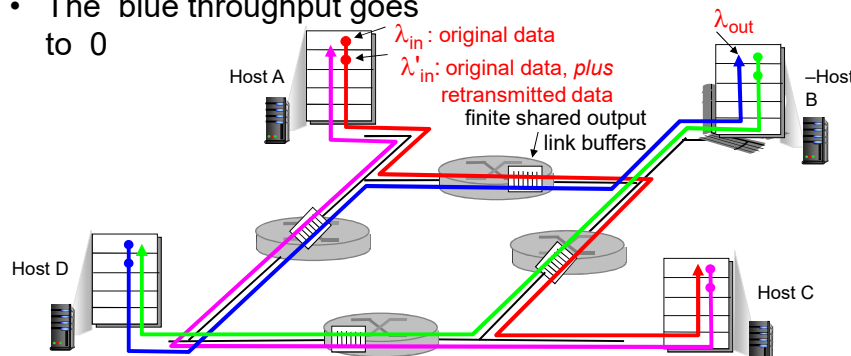 • The blue throughput goes
to 0
λin : original data
λ'in: original data, plus
retransmitted data
finite shared output
link buffers
λout
Host A
–Host
B
Host D
Host C